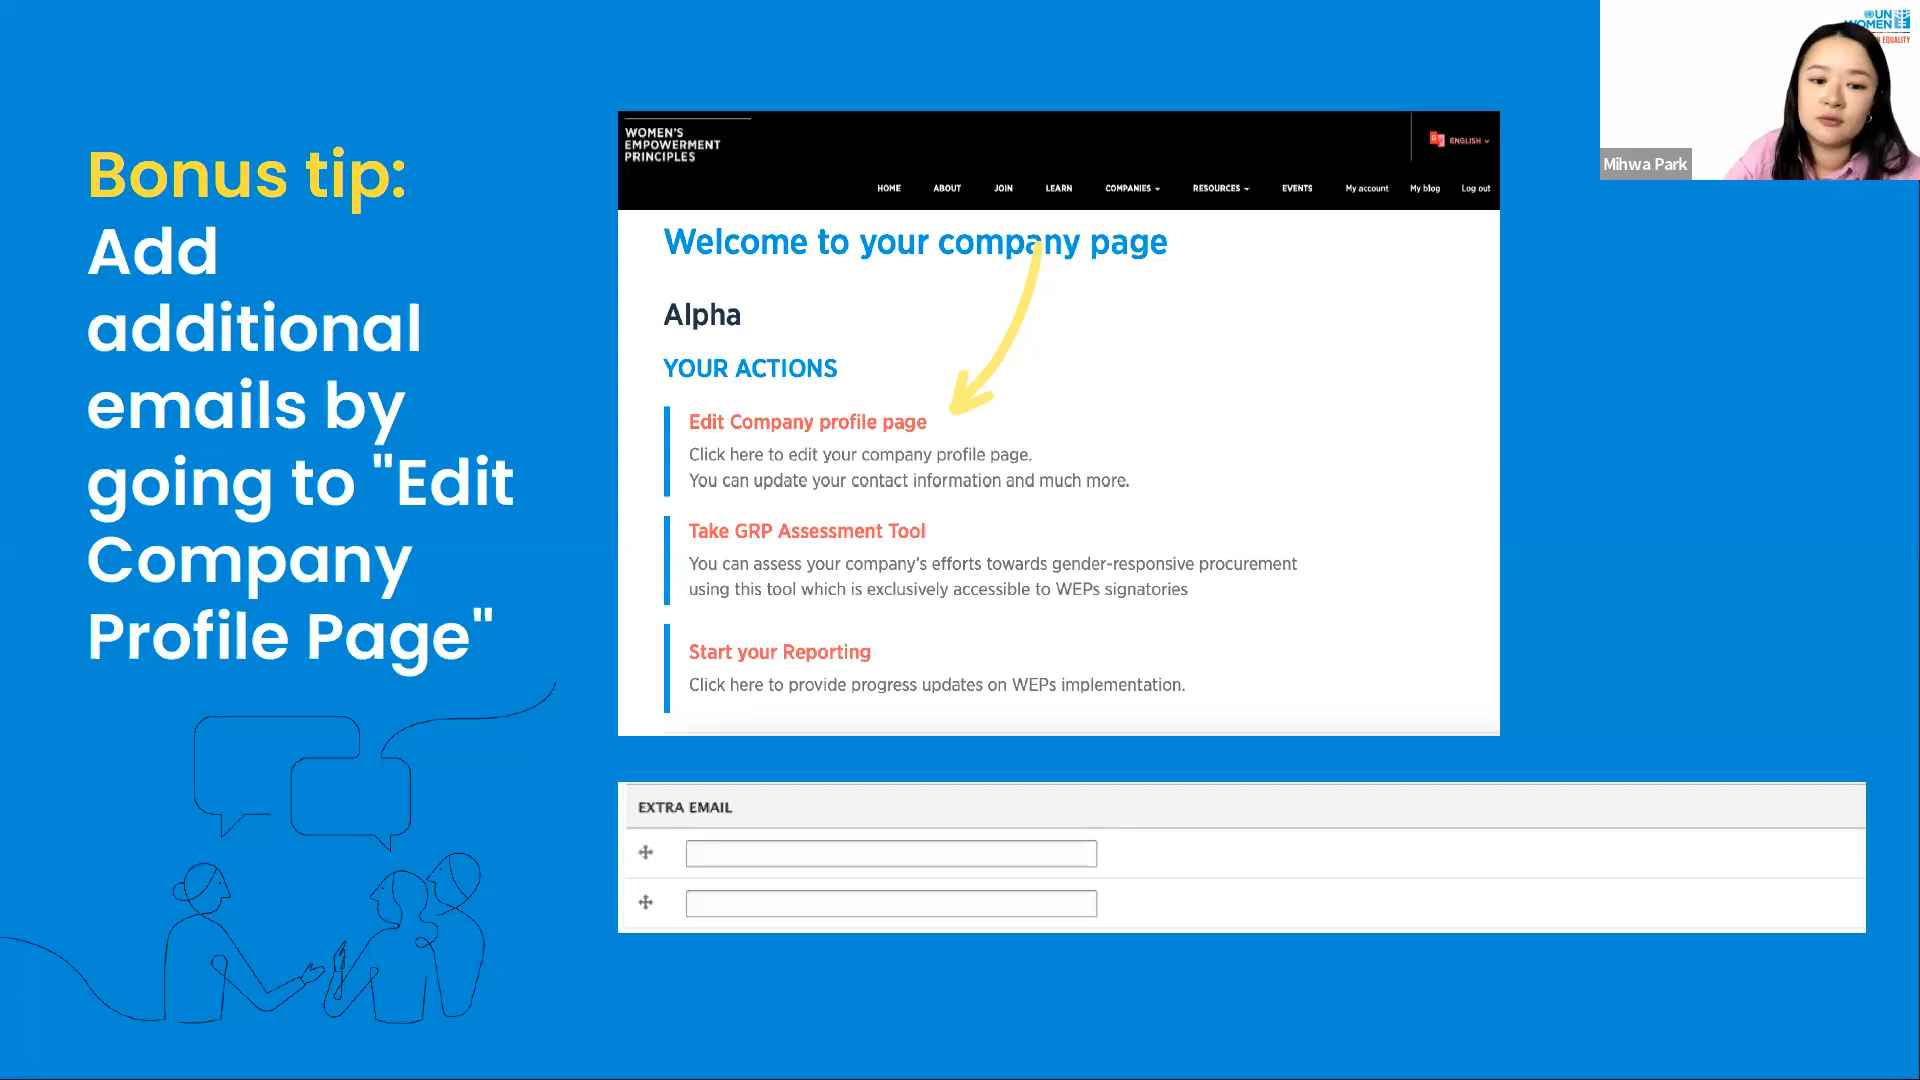 Bonus tip:
Add
additional
emails by
going to "Edit
Company
Profile Page"
WOMEN'S
EMPOWERMENT
PRINCIPLES
ENGLISH
HOME ABOUT JOIN LEARN COMPANIES RESOURCES EVENTS My account My blog Log out
Welcome to your company page
Alpha
YOUR ACTIONS
Edit Company profile page
Click here to edit your company profile page.
You can update your contact information and much more.
Take GRP Assessment Tool
You can assess your company's efforts towards gender-responsive procurement
using this tool which is exclusively accessible to WEPs signatories
Start your Reporting
Click here to provide progress updates on WEPs implementation.
EXTRA EMAIL
UN
WOMEN
EQUALITY
Mihwa Park